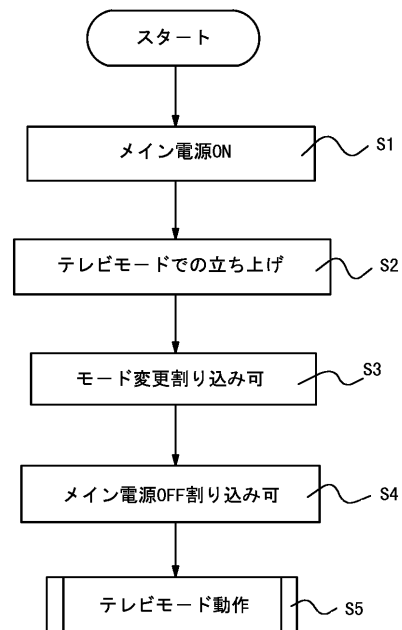 スタート
メイン電源ON
S1
テレビモードでの立ち上げ
S2
モード変更割り込み可
S3
メイン電源OFF割り込み可
S4
テレビモード動作
S5